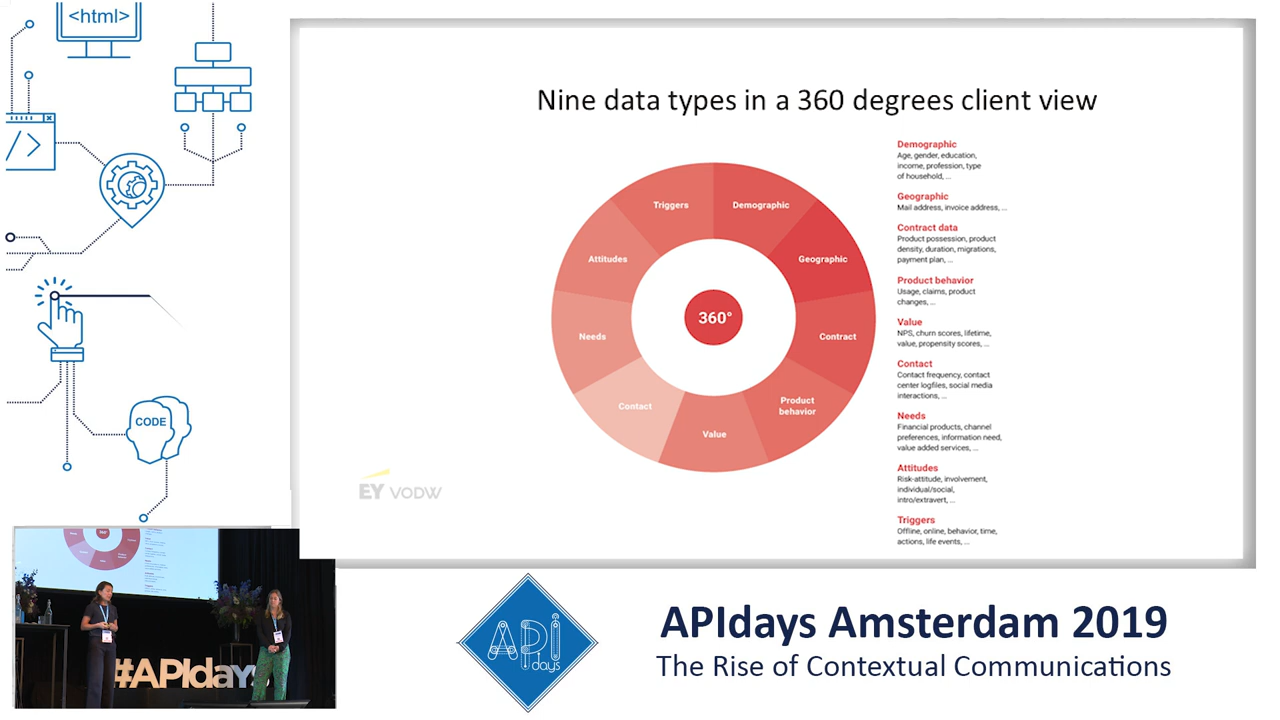 <html>
</>
CODE
Nine data types in a 360 degrees client view
Triggers
Demographic
Attitudes
Geographic
360°
Needs
Contract
Contact
Product
behavior
Value
Demographic
Age, gender, education,
income, profession, type
of household, ...
Geographic
Mail address, invoice address, ...
Contract data
Product possession, product
density, duration, migrations,
payment plan, ...
Product behavior
Usage, claims, product
changes, ...
Value
NPS, churn scores, lifetime,
value, propensity scores, ...
Contact
Contact frequency, contact
center logfiles, social media
interactions, ...
Needs
Financial products, channel
preferences, information need,
value added services, ...
Attitudes
Risk-attitude, involvement,
individual/social,
intro/extravert, ...
Triggers
Offline, online, behavior, time,
actions, life events, ...
EY VODW
#APIdays
API
days
APIdays Amsterdam 2019
The Rise of Contextual Communications